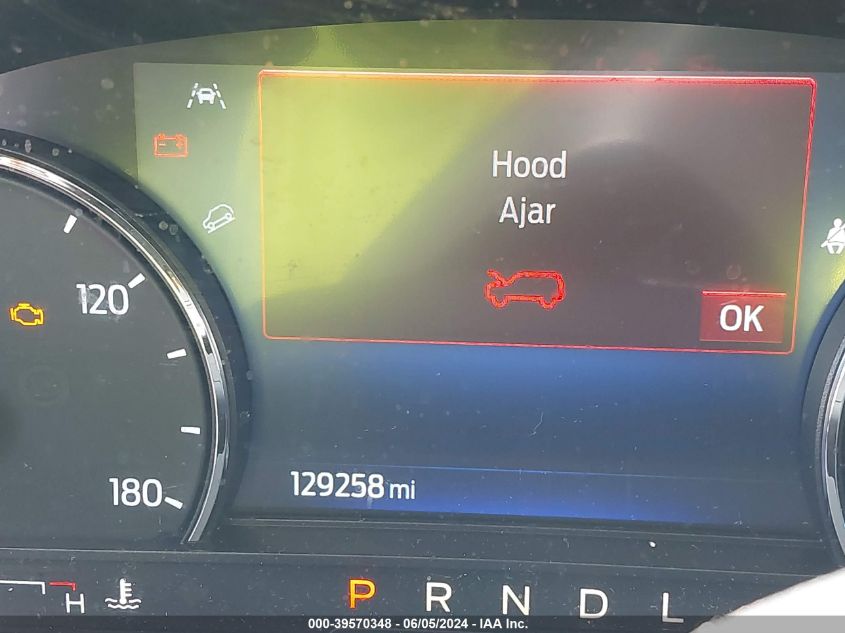 Hood
Ajar
OK
120
180
129258 mi
H
P R N D L
000-39570348 - 06/05/2024 - IAA Inc.